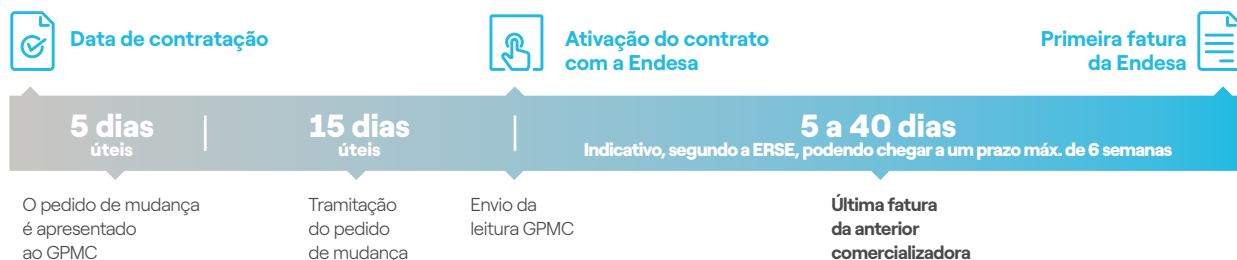 Data de contratação
Ativação do contrato
com a Endesa
Primeira fatura
da Endesa
5 dias
úteis
15 dias
úteis
5 a 40 dias
Indicativo, segundo a ERSE, podendo chegar a um prazo máx. de 6 semanas
O pedido de mudança
é apresentado
ao GPMC
Tramitação
do pedido
de mudança
Envio da
leitura GPMC
Última fatura
da anterior
comercializadora